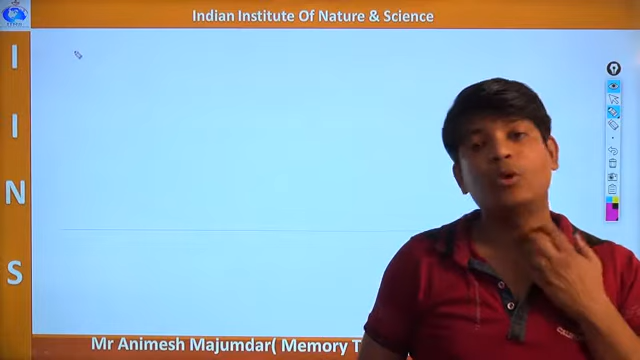 Indian Institute Of Nature & Science
I
I
N
S
Mr Animesh Majumdar( Memory T